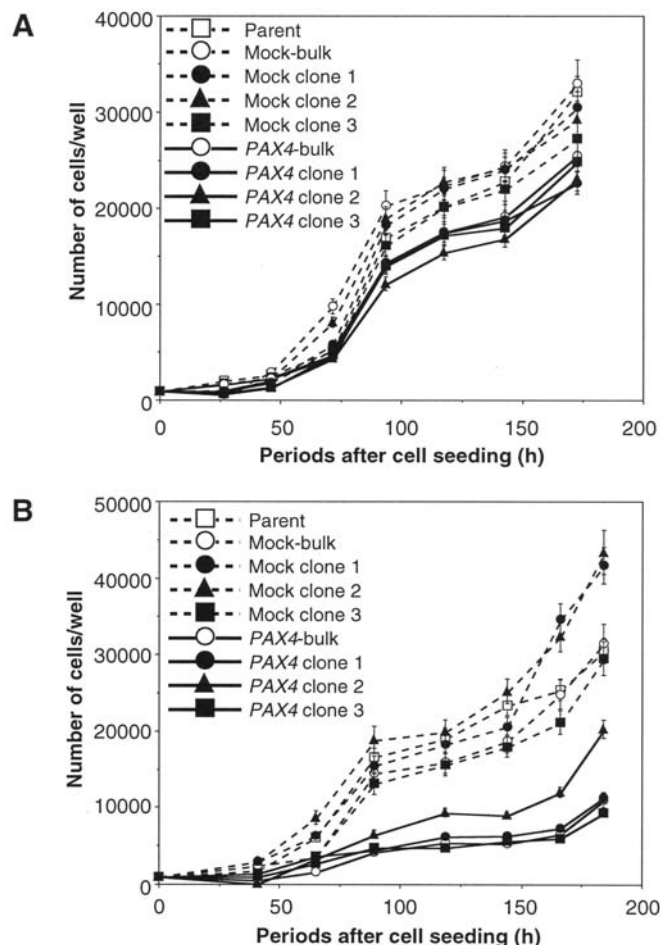 A
Number of cells/well
40000
30000
20000
10000
0
Parent
Mock-bulk
Mock clone 1
Mock clone 2
Mock clone 3
PAX4-bulk
PAX4 clone 1
PAX4 clone 2
PAX4 clone 3
0 50 100 150 200
Periods after cell seeding (h)
B
Number of cells/well
50000
40000
30000
20000
10000
0
Parent
Mock-bulk
Mock clone 1
Mock clone 2
Mock clone 3
PAX4-bulk
PAX4 clone 1
PAX4 clone 2
PAX4 clone 3
0 50 100 150 200
Periods after cell seeding (h)